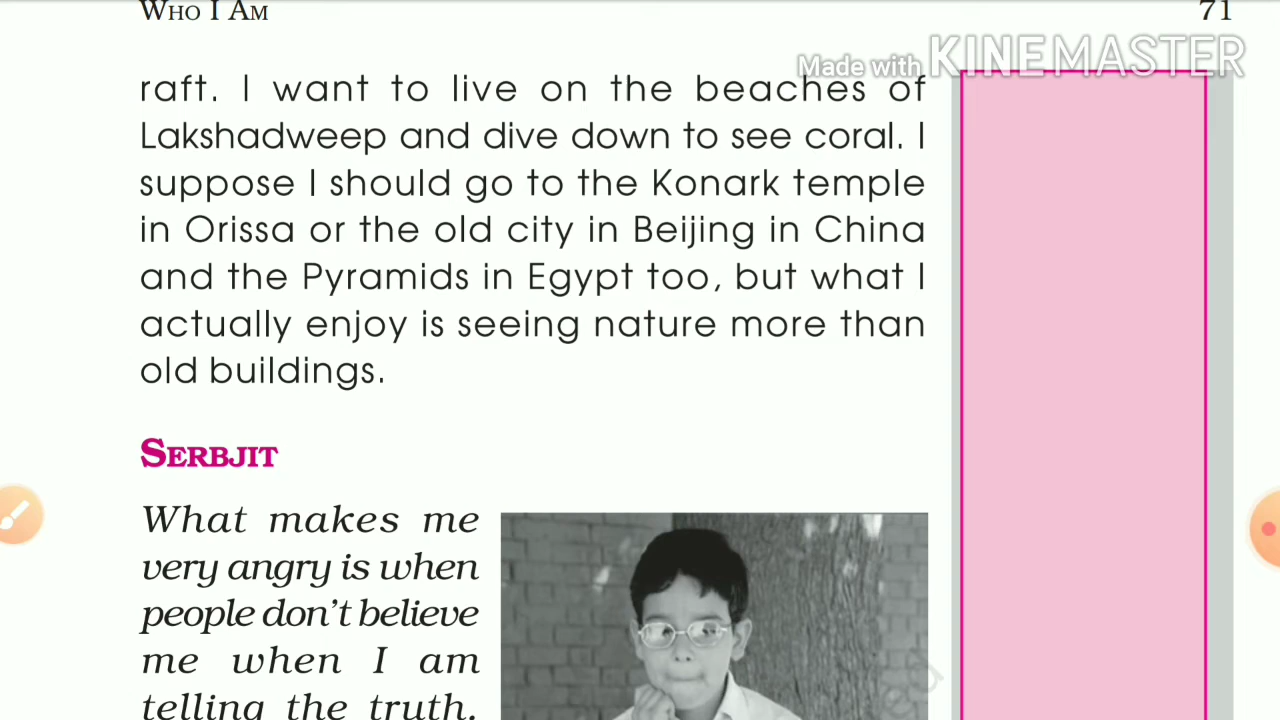 WHO I AM
71
Made with KINEMASTER
raft. I want to live on the beaches of
Lakshadweep and dive down to see coral. I
suppose I should go to the Konark temple
in Orissa or the old city in Beijing in China
and the Pyramids in Egypt too, but what I
actually enjoy is seeing nature more than
old buildings.
SERBJIT
What makes me
very angry is when
people don't believe
me when I am
telling the truth.